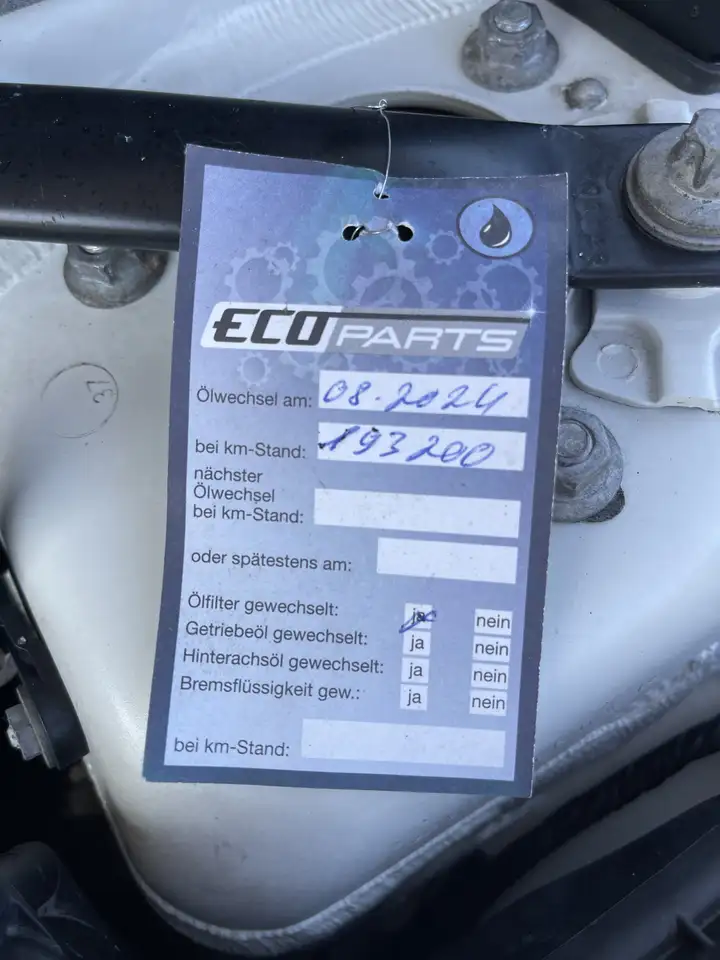 ECO PARTS
Ölwechsel am: 08.2024
bei km-Stand: 193200
nächster
Ölwechsel
bei km-Stand:
oder spätestens am:
Ölfilter gewechselt: ja nein
Getriebeöl gewechselt: ja nein
Hinterachsöl gewechselt: ja nein
Bremsflüssigkeit gew.: ja nein
bei km-Stand:
37